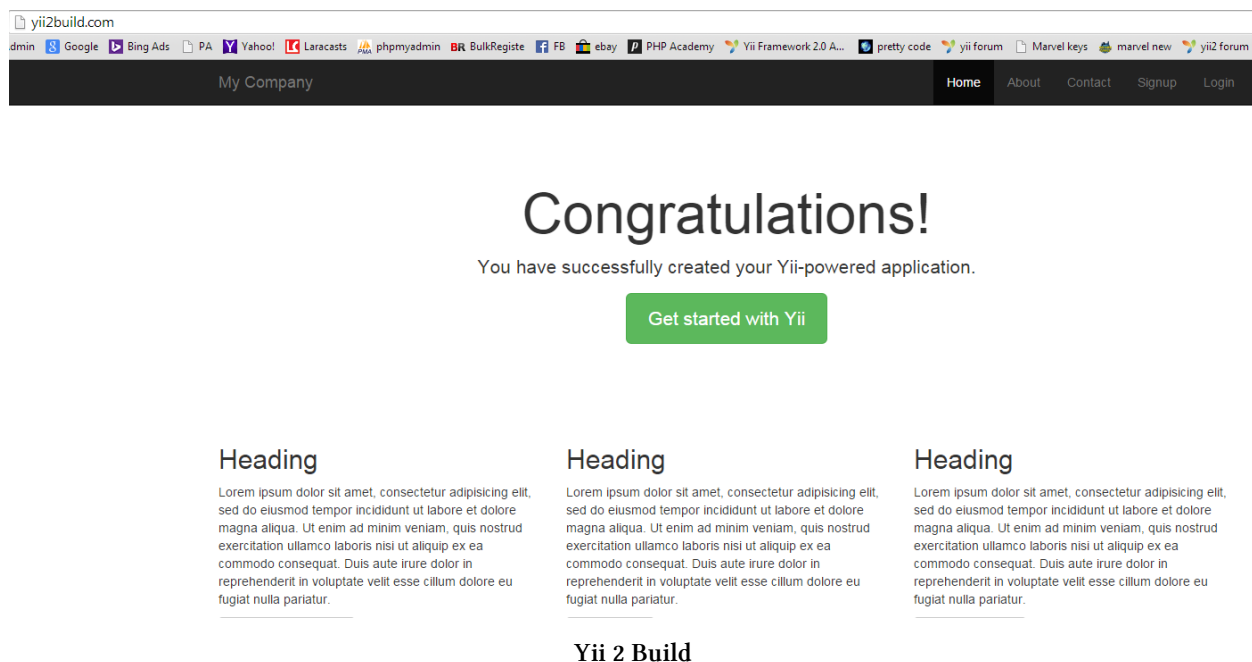 yii2build.com
dmin Google Bing Ads PA Yahoo! Laracasts phpmyadmin BR BulkRegiste FB ebay PHP Academy Yii Framework 2.0 A... pretty code yii forum Marvel keys marvel new yii2 forum
My Company Home About Contact Signup Login
Congratulations!
You have successfully created your Yii-powered application.
Get started with Yii
Heading
Lorem ipsum dolor sit amet, consectetur adipisicing elit,
sed do eiusmod tempor incididunt ut labore et dolore
magna aliqua. Ut enim ad minim veniam, quis nostrud
exercitation ullamco laboris nisi ut aliquip ex ea
commodo consequat. Duis aute irure dolor in
reprehenderit in voluptate velit esse cillum dolore eu
fugiat nulla pariatur.
Heading
Lorem ipsum dolor sit amet, consectetur adipisicing elit,
sed do eiusmod tempor incididunt ut labore et dolore
magna aliqua. Ut enim ad minim veniam, quis nostrud
exercitation ullamco laboris nisi ut aliquip ex ea
commodo consequat. Duis aute irure dolor in
reprehenderit in voluptate velit esse cillum dolore eu
fugiat nulla pariatur.
Heading
Lorem ipsum dolor sit amet, consectetur adipisicing elit,
sed do eiusmod tempor incididunt ut labore et dolore
magna aliqua. Ut enim ad minim veniam, quis nostrud
exercitation ullamco laboris nisi ut aliquip ex ea
commodo consequat. Duis aute irure dolor in
reprehenderit in voluptate velit esse cillum dolore eu
fugiat nulla pariatur.
Yii 2 Build